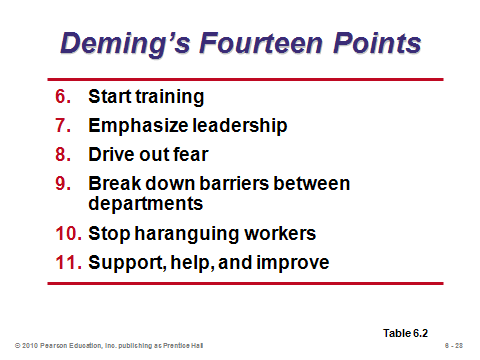 Deming's Fourteen Points
6. Start training
7. Emphasize leadership
8. Drive out fear
9. Break down barriers between
departments
10. Stop haranguing workers
11. Support, help, and improve
Table 6.2
© 2010 Pearson Education, Inc. publishing as Prentice Hall
6 - 28